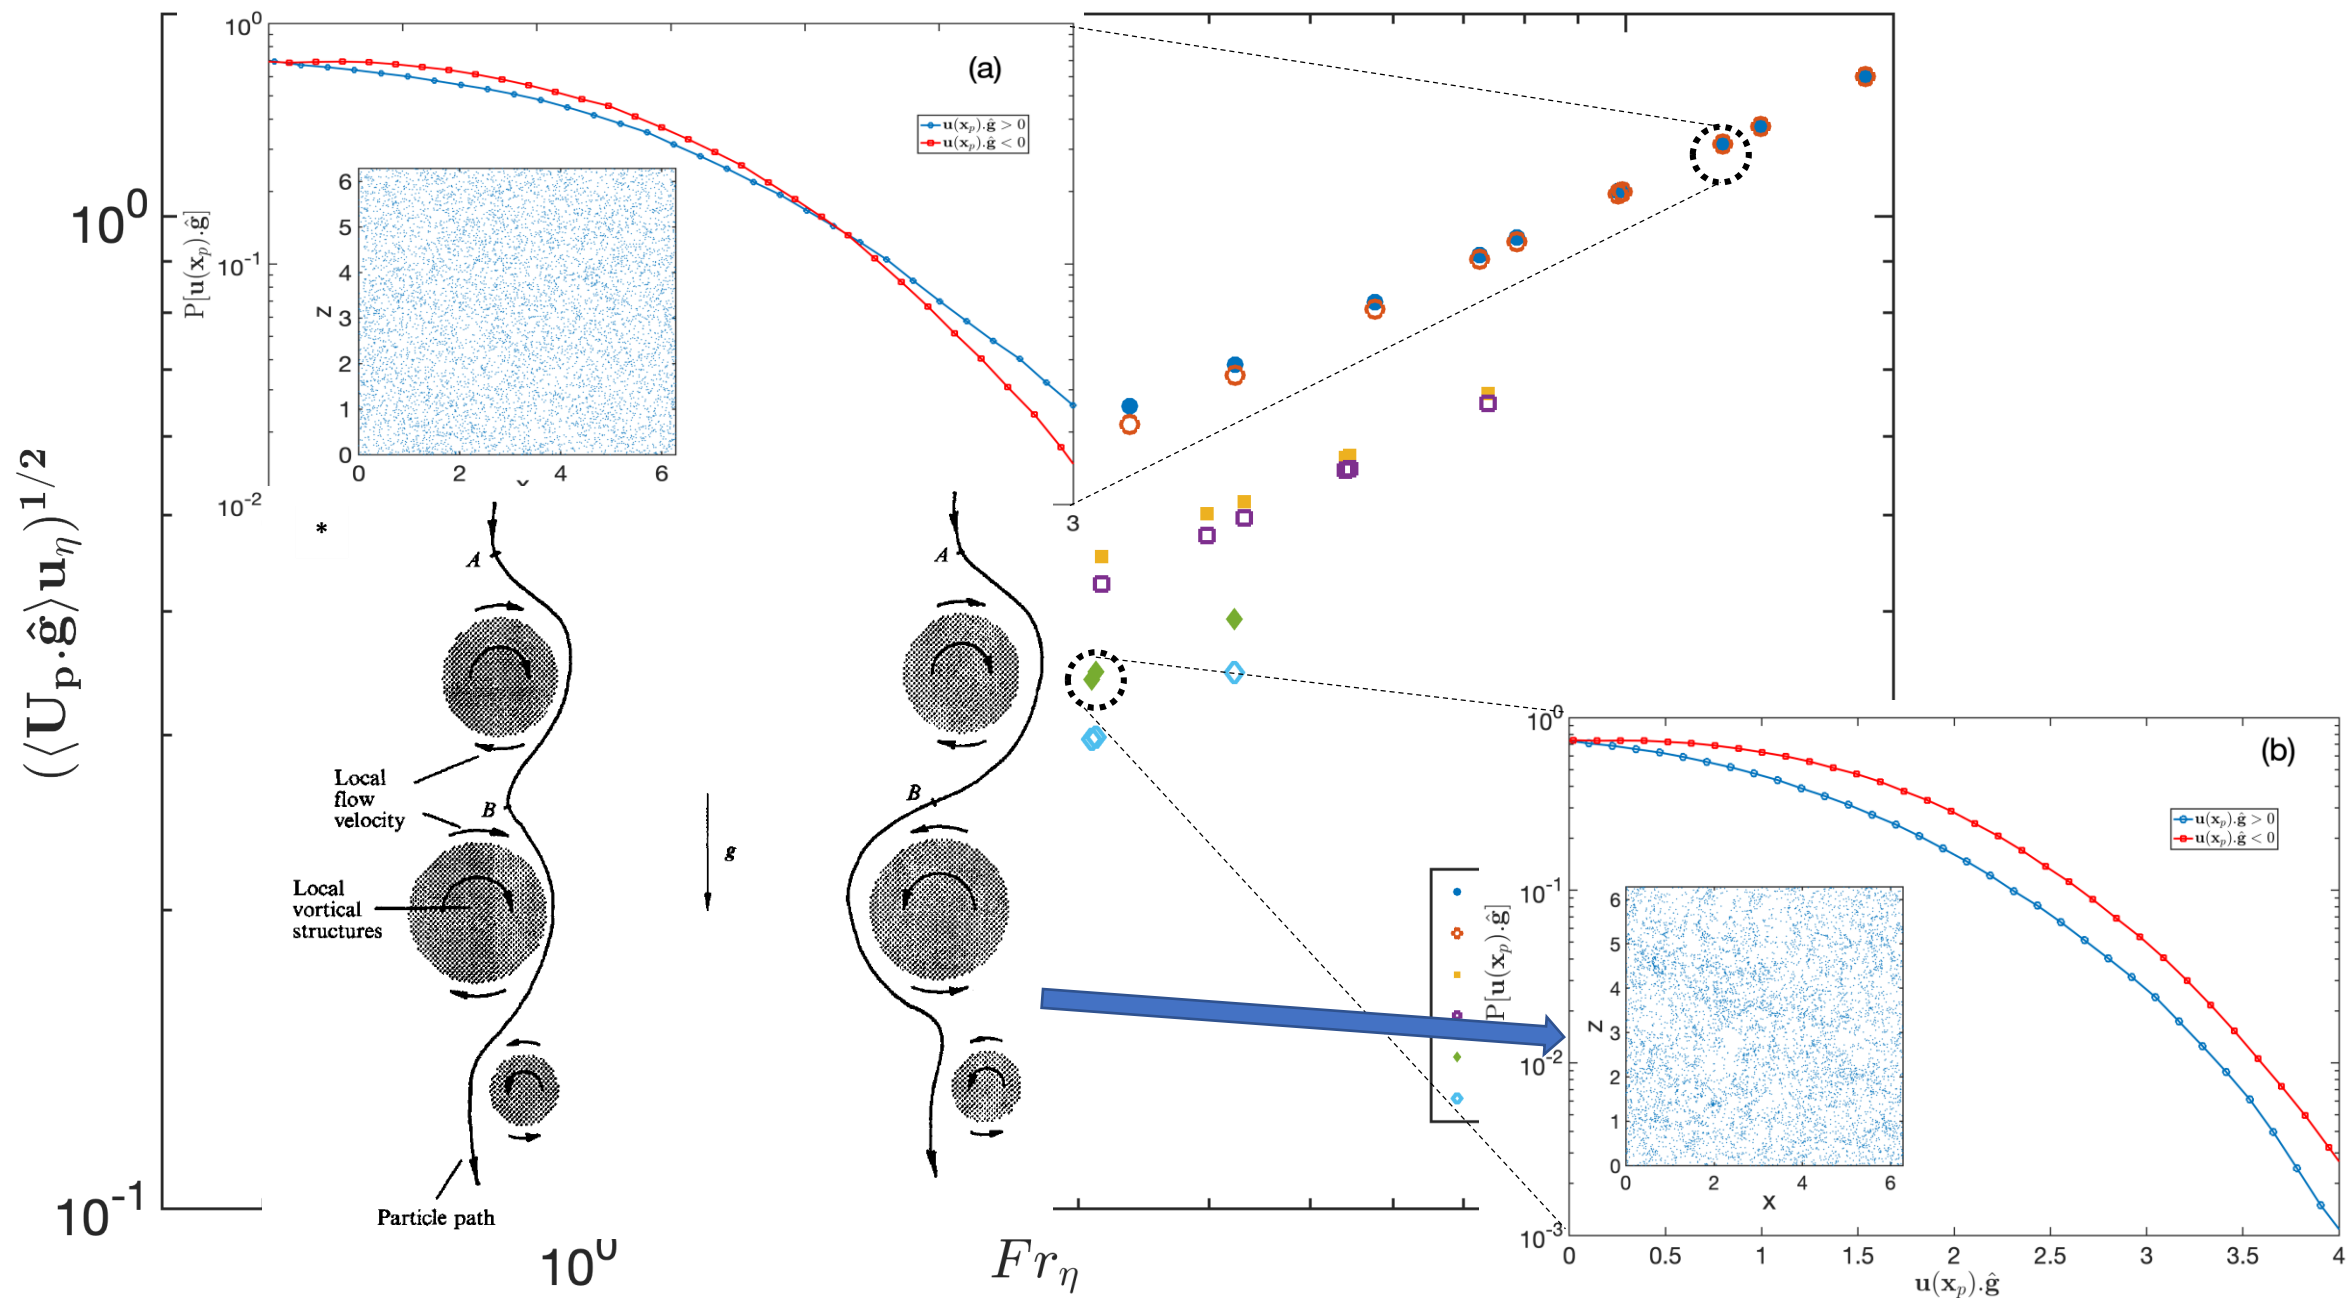 (⟨U_p.ĝ⟩u_η)^{1/2}
10^0
10^-1
10^0
Fr_η
(a)
P[u(x_p).ĝ]
10^0
10^-1
10^-2
3
u(x_p).ĝ > 0
u(x_p).ĝ < 0
z
6
5
4
3
2
1
0
0 2 4 6
*
A
A
B
B
Local
flow
velocity
Local
vortical
structures
g
Particle path
(b)
P[u(x_p).ĝ]
10^0
10^-1
10^-2
10^-3
u(x_p).ĝ > 0
u(x_p).ĝ < 0
z
6
5
4
3
2
1
0
0 2 4 6
x
0 0.5 1 1.5 2 2.5 3 3.5 4
u(x_p).ĝ